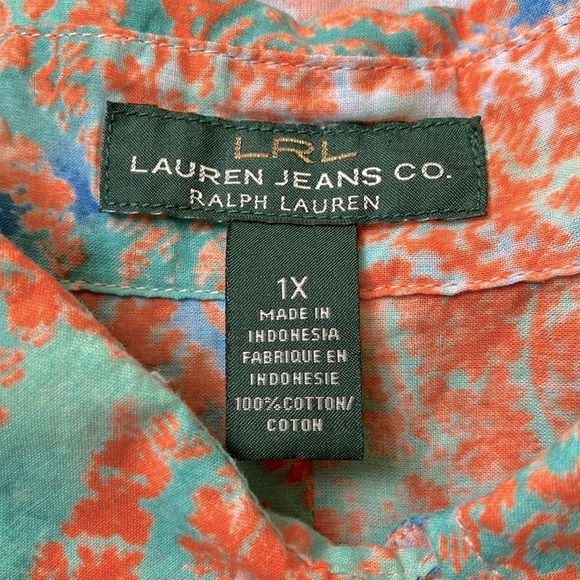 LRL
LAUREN JEANS CO.
RALPH LAUREN
1X
MADE IN
INDONESIA
FABRIQUE EN
INDONESIE
100%COTTON/
COTON